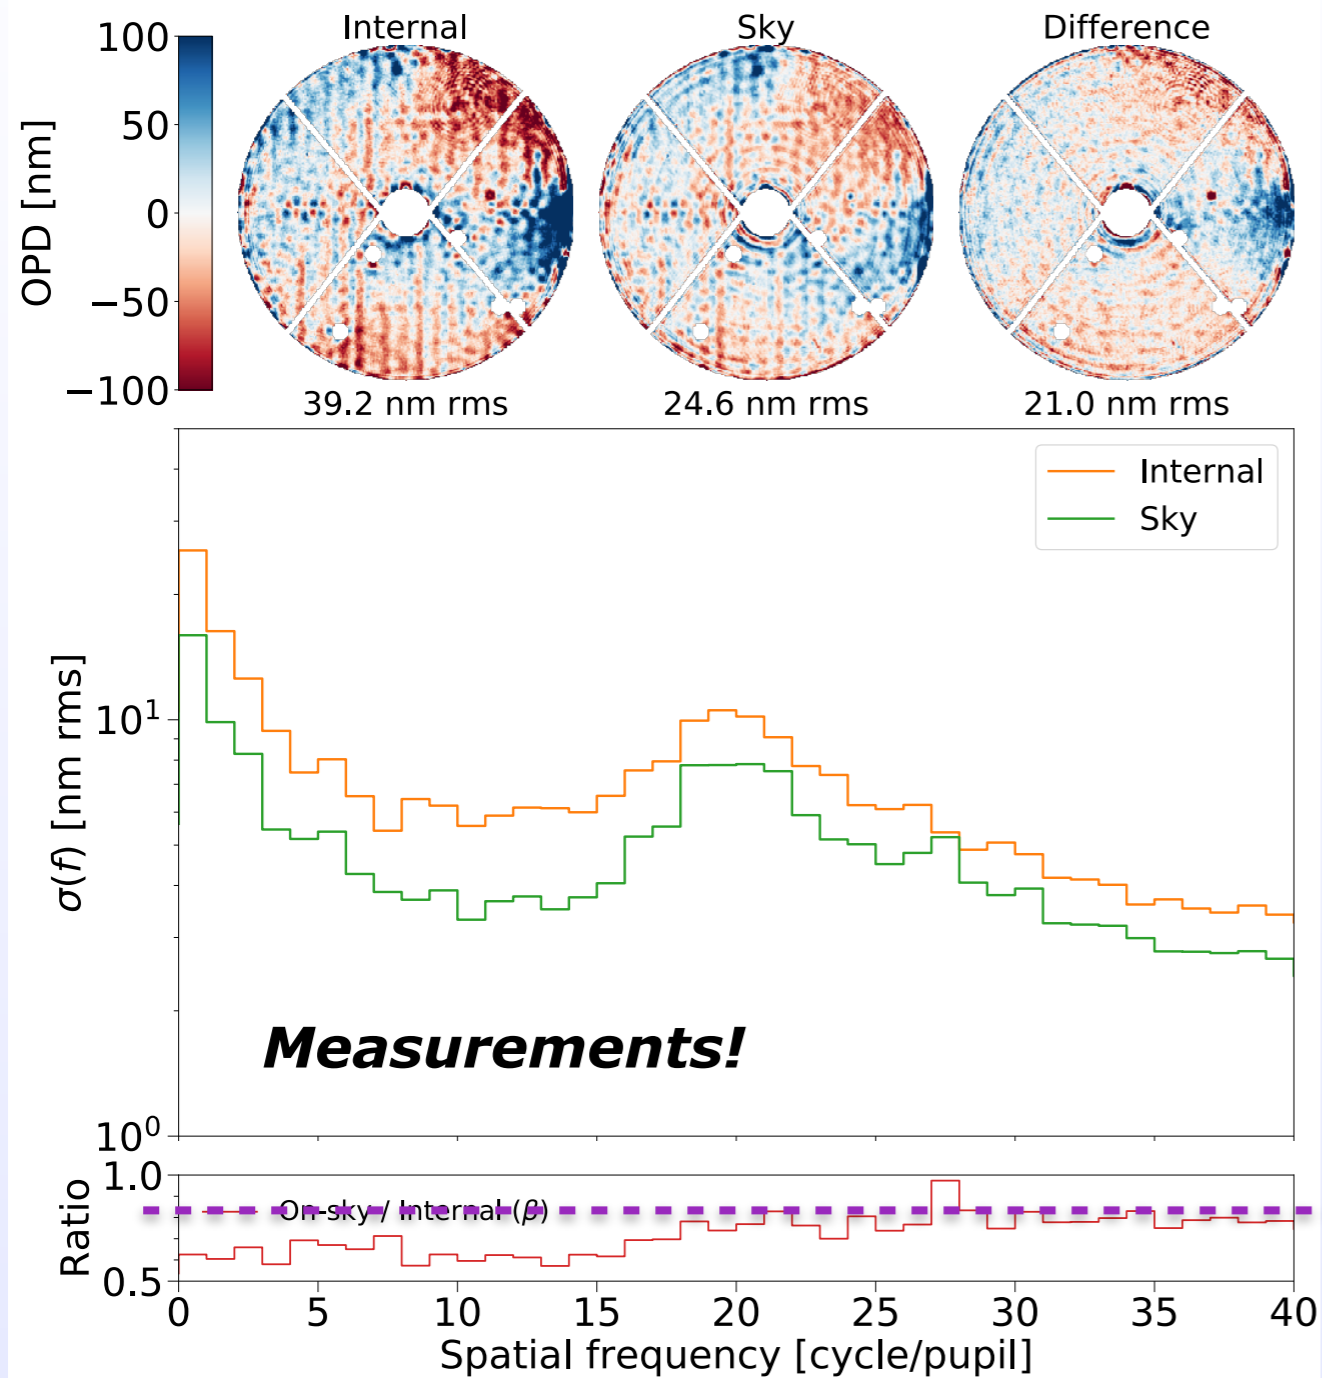 Internal
Sky
Difference
OPD [nm]
100
50
0
−50
−100
39.2 nm rms
24.6 nm rms
21.0 nm rms
Internal
Sky
σ(f) [nm rms]
10¹
10⁰
Measurements!
Ratio
1.0
0.5
On-sky / Internal (β)
0 5 10 15 20 25 30 35 40
Spatial frequency [cycle/pupil]